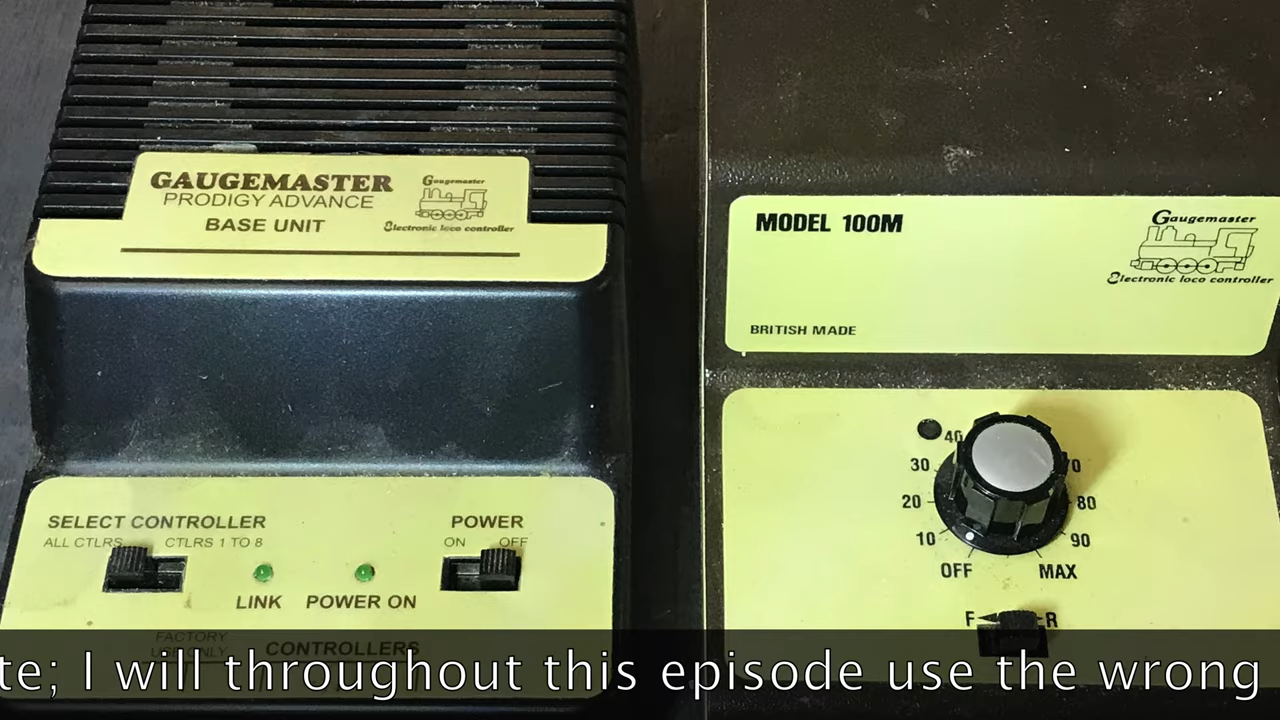 GAUGEMASTER
PRODIGY ADVANCE
BASE UNIT
Gaugemaster
Electronic loco controller
SELECT CONTROLLER
ALL CTLRS CTLRS 1 TO 8
POWER
ON OFF
LINK POWER ON
FACTORY
USE ONLY
CONTROLLERS
MODEL 100M
Gaugemaster
Electronic loco controller
BRITISH MADE
40
30
20
10
OFF
80
90
MAX
F R
te; I will throughout this episode use the wrong